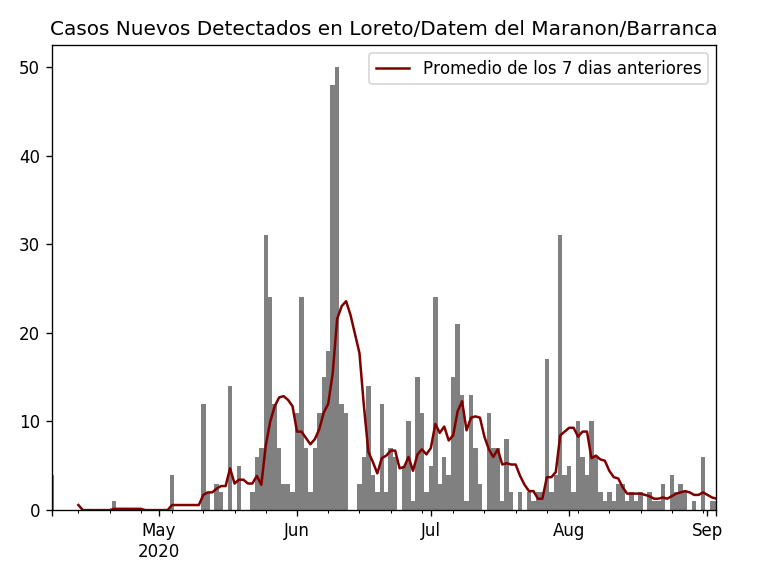 Casos Nuevos Detectados en Loreto/Datem del Maranon/Barranca
Promedio de los 7 dias anteriores
50
40
30
20
10
0
May
2020
Jun
Jul
Aug
Sep